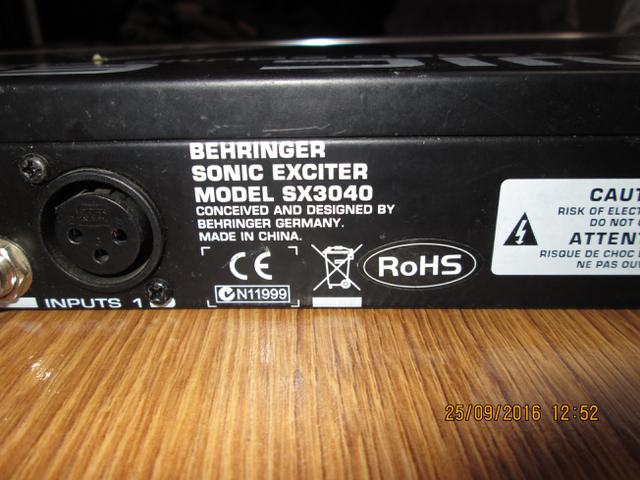 BEHRINGER
SONIC EXCITER
MODEL SX3040
CONCEIVED AND DESIGNED BY
BEHRINGER GERMANY.
MADE IN CHINA.
CE
N11999
RoHS
INPUTS 1
CAUT
RISK OF ELECT
DO NOT
ATTEN
RISQUE DE CHOC
NE PAS OU
25/09/2016 12:52